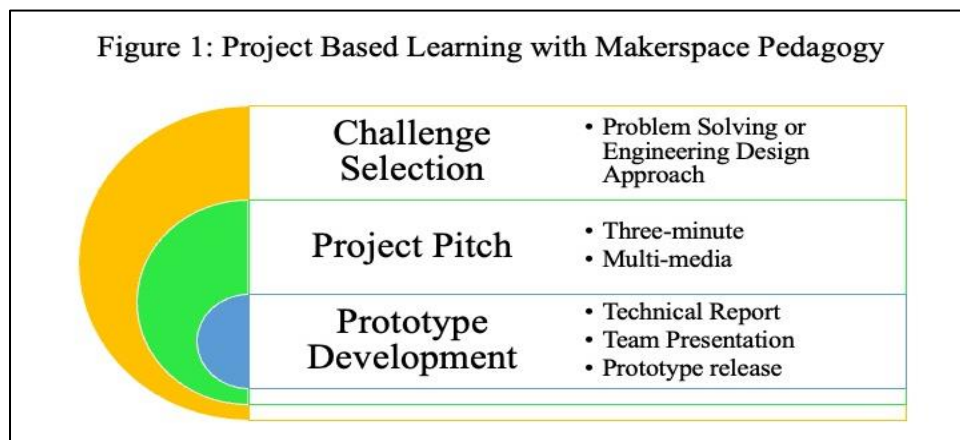 Figure 1: Project Based Learning with Makerspace Pedagogy
Challenge
Selection
• Problem Solving or
Engineering Design
Approach
Project Pitch
• Three-minute
• Multi-media
Prototype
Development
• Technical Report
• Team Presentation
• Prototype release